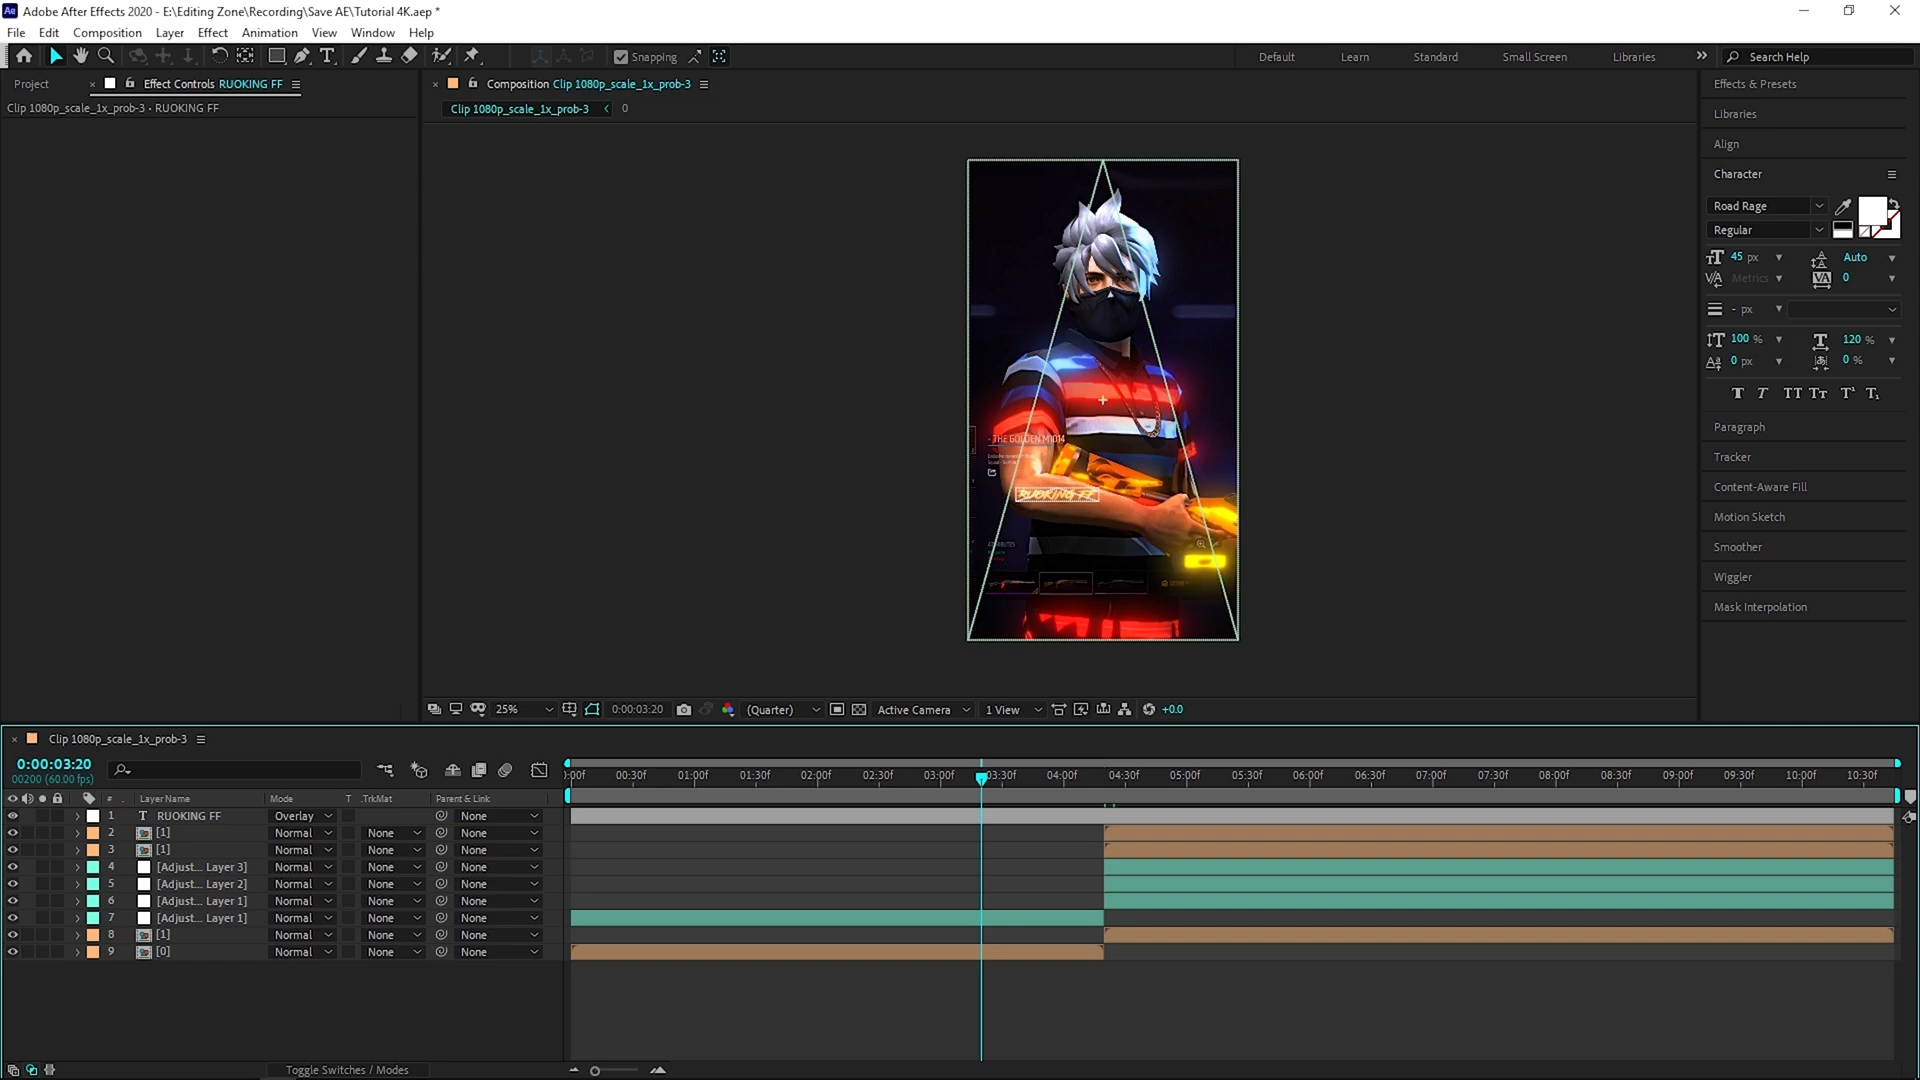 Ae Adobe After Effects 2020 - E:\Editing Zone\Recording\Save AE\Tutorial 4K.aep *
File Edit Composition Layer Effect Animation View Window Help
Snapping Default Learn Standard Small Screen Libraries Search Help
Project Effect Controls RUOKING FF
Clip 1080p_scale_1x_prob-3 • RUOKING FF
Composition Clip 1080p_scale_1x_prob-3
Clip 1080p_scale_1x_prob-3 0
- THE GOLDEN M1014
RUOKING FF
ATTRIBUTES
25% 0:00:03:20 (Quarter) Active Camera 1 View +0.0
Effects & Presets
Libraries
Align
Character
Road Rage
Regular
45 px Auto
Metrics 0
- px
100 % 120 %
0 px 0 %
T T TT Tт T¹ T₁
Paragraph
Tracker
Content-Aware Fill
Motion Sketch
Smoother
Wiggler
Mask Interpolation
Clip 1080p_scale_1x_prob-3
0:00:03:20
00200 (60.00 fps)
):00f 00:30f 01:00f 01:30f 02:00f 02:30f 03:00f 03:30f 04:00f 04:30f 05:00f 05:30f 06:00f 06:30f 07:00f 07:30f 08:00f 08:30f 09:00f 09:30f 10:00f 10:30f
# Layer Name Mode T .TrkMat Parent & Link
1 T RUOKING FF Overlay None
2 [1] Normal None None
3 [1] Normal None None
4 [Adjust... Layer 3] Normal None None
5 [Adjust... Layer 2] Normal None None
6 [Adjust... Layer 1] Normal None None
7 [Adjust... Layer 1] Normal None None
8 [1] Normal None None
9 [0] Normal None None
Toggle Switches / Modes